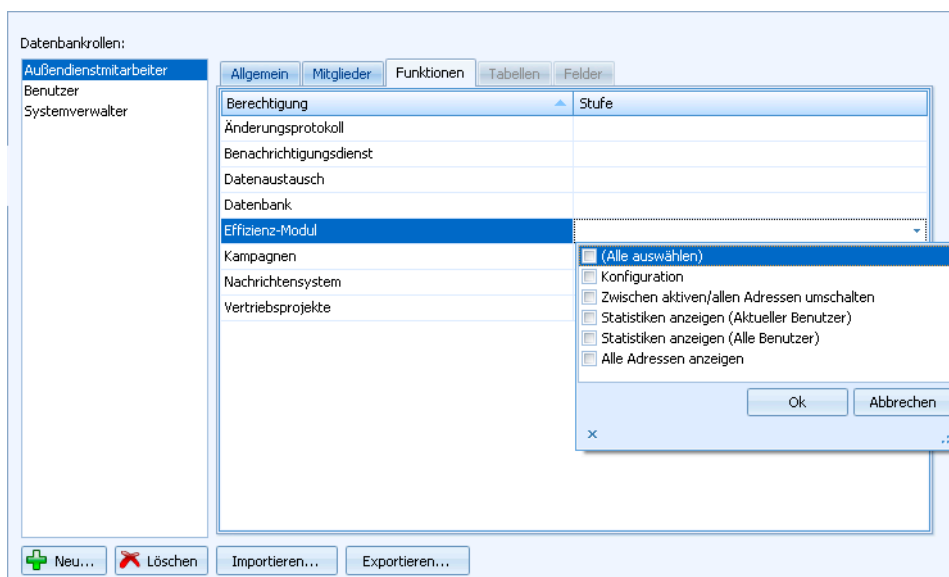 Datenbankrollen:
Außendienstmitarbeiter
Benutzer
Systemverwalter
Allgemein Mitglieder Funktionen Tabellen Felder
Berechtigung Stufe
Änderungsprotokoll
Benachrichtigungsdienst
Datenaustausch
Datenbank
Effizienz-Modul
Kampagnen
Nachrichtensystem
Vertriebsprojekte
(Alle auswählen)
Konfiguration
Zwischen aktiven/allen Adressen umschalten
Statistiken anzeigen (Aktueller Benutzer)
Statistiken anzeigen (Alle Benutzer)
Alle Adressen anzeigen
Ok Abbrechen
Neu... Löschen Importieren... Exportieren...